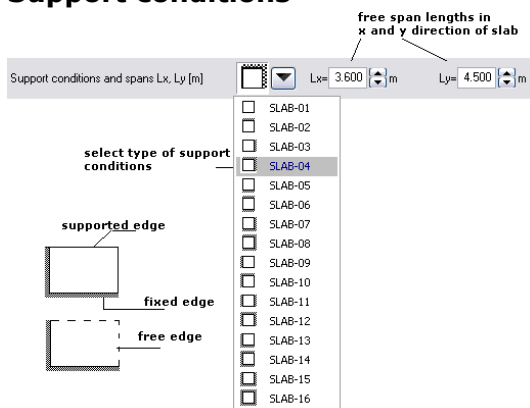 Support conditions
free span lengths in
x and y direction of slab
Support conditions and spans Lx, Ly [m] Lx= 3.600 m Ly= 4.500 m
SLAB-01
SLAB-02
SLAB-03
select type of support
conditions
SLAB-04
SLAB-05
SLAB-06
SLAB-07
supported edge
SLAB-08
SLAB-09
SLAB-10
SLAB-11
fixed edge
SLAB-12
SLAB-13
free edge
SLAB-14
SLAB-15
SLAB-16